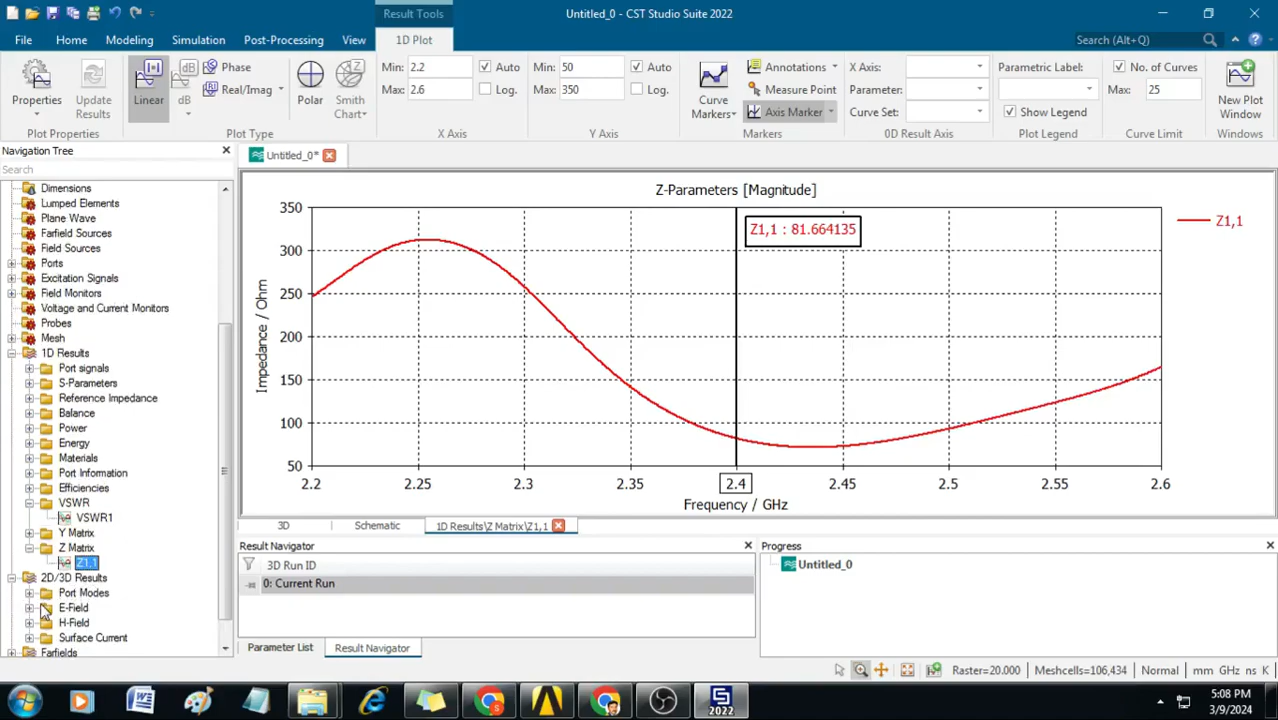 Result Tools
Untitled_0 - CST Studio Suite 2022
File Home Modeling Simulation Post-Processing View 1D Plot
Search (Alt+Q)
Properties
Update Results
Plot Properties
Linear
dB
Phase
Real/Imag
Polar
Smith Chart
Plot Type
Min: 2.2 Auto
Max: 2.6 Log.
X Axis
Min: 50 Auto
Max: 350 Log.
Y Axis
Curve Markers
Annotations
Measure Point
Axis Marker
Markers
X Axis:
Parameter:
Curve Set:
0D Result Axis
Parametric Label:
Show Legend
Plot Legend
No. of Curves
Max: 25
Curve Limit
New Plot Window
Windows
Navigation Tree
Search
Dimensions
Lumped Elements
Plane Wave
Farfield Sources
Field Sources
Ports
Excitation Signals
Field Monitors
Voltage and Current Monitors
Probes
Mesh
1D Results
Port signals
S-Parameters
Reference Impedance
Balance
Power
Energy
Materials
Port Information
Efficiencies
VSWR
VSWR1
Y Matrix
Z Matrix
Z1,1
2D/3D Results
Port Modes
E-Field
H-Field
Surface Current
Farfields
Untitled_0*
Z-Parameters [Magnitude]
Z1,1 : 81.664135
Z1,1
Impedance / Ohm
350
300
250
200
150
100
50
2.2 2.25 2.3 2.35 2.4 2.45 2.5 2.55 2.6
Frequency / GHz
3D Schematic 1D Results\Z Matrix\Z1,1
Result Navigator
3D Run ID
0: Current Run
Parameter List Result Navigator
Progress
Untitled_0
Raster=20.000 Meshcells=106,434 Normal mm GHz ns K
2022
5:08 PM
3/9/2024